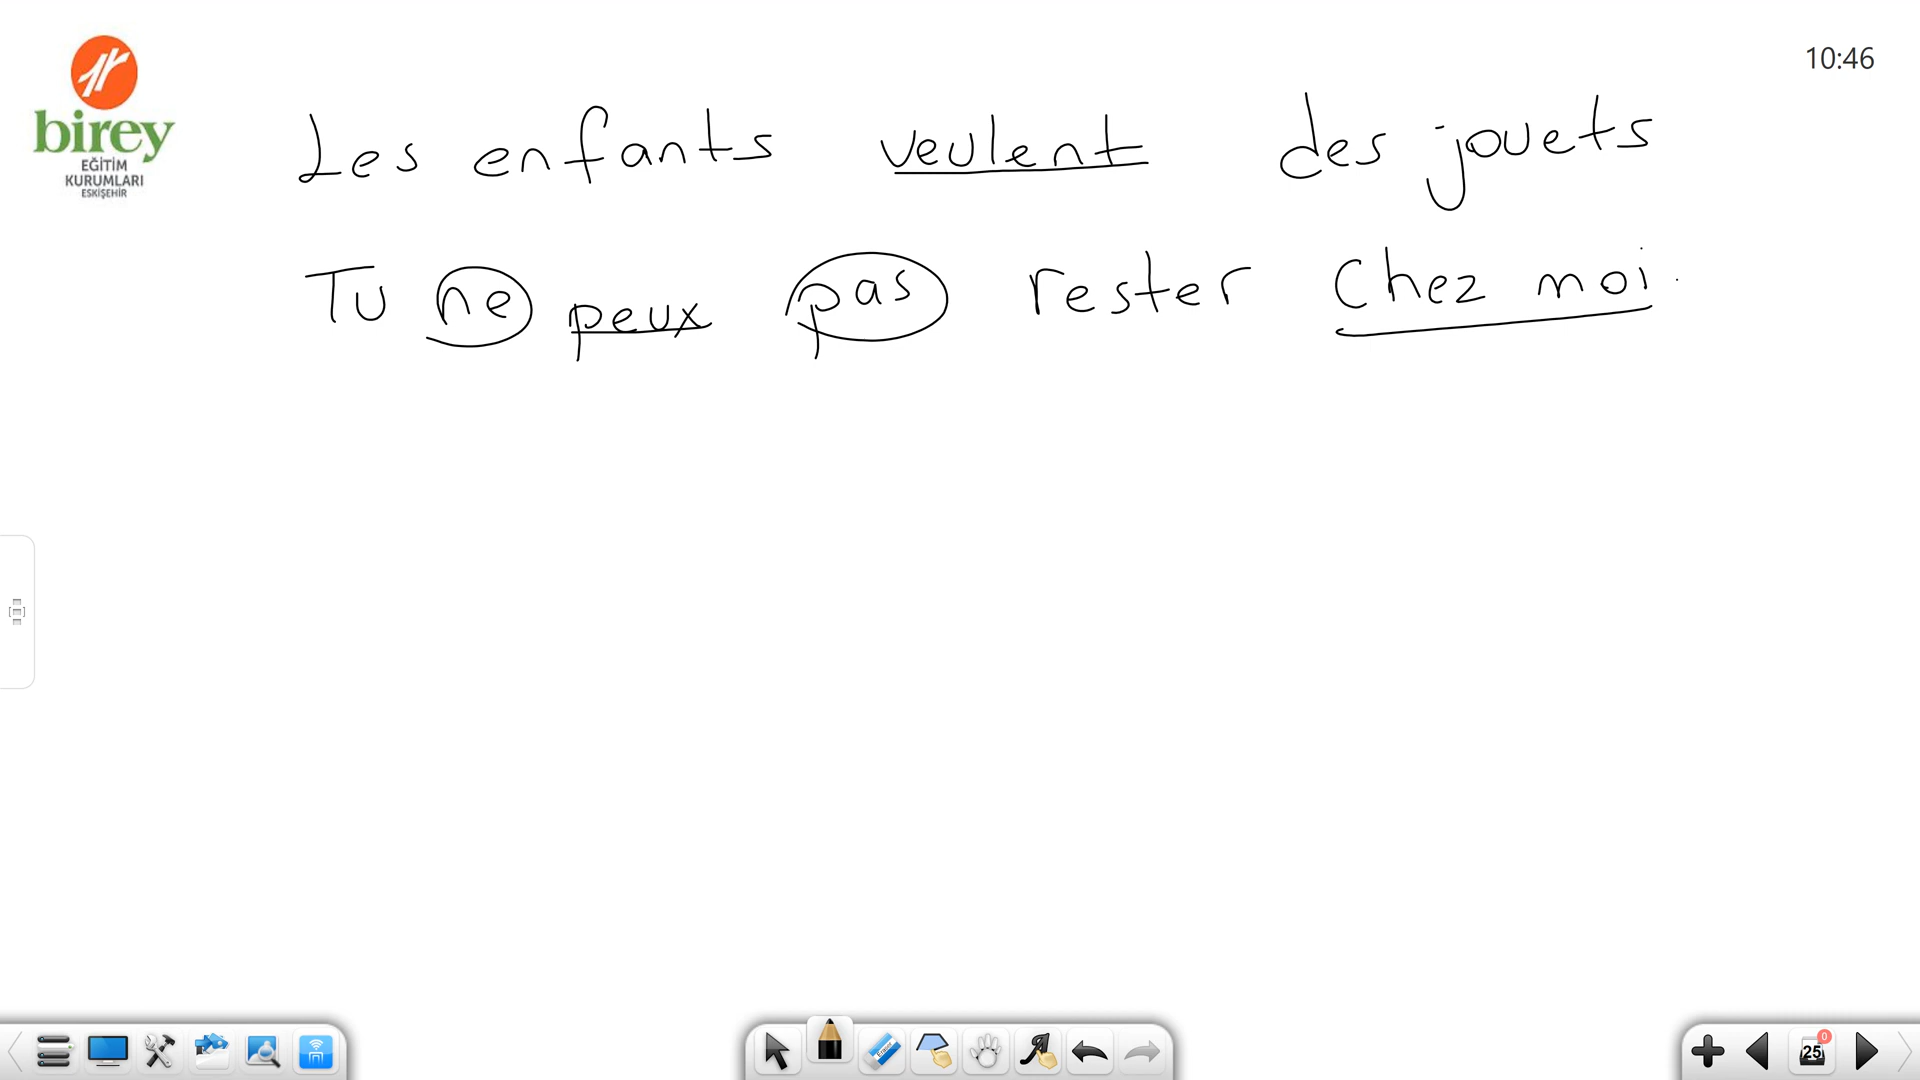 birey
EĞİTİM
KURUMLARI
ESKİŞEHİR
10:46
Les enfants veulent des jouets
Tu ne peux pas rester chez moi.
25
0